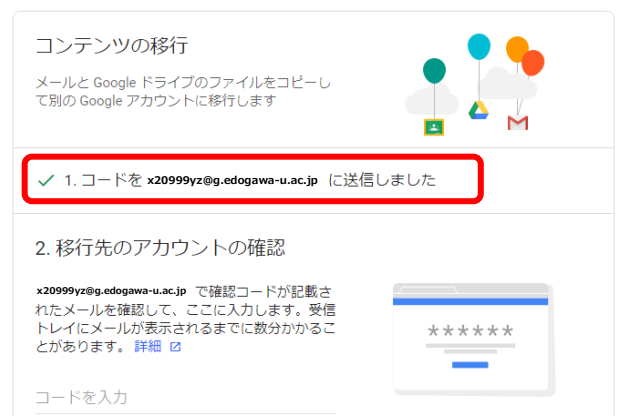 コンテンツの移行
メールと Google ドライブのファイルをコピーし
て別の Google アカウントに移行します
1. コードを x20999yz@g.edogawa-u.ac.jp に送信しました
2. 移行先のアカウントの確認
x20999yz@g.edogawa-u.ac.jp で確認コードが記載さ
れたメールを確認して、ここに入力します。受信
トレイにメールが表示されるまでに数分かかるこ
とがあります。 詳細
******
コードを入力